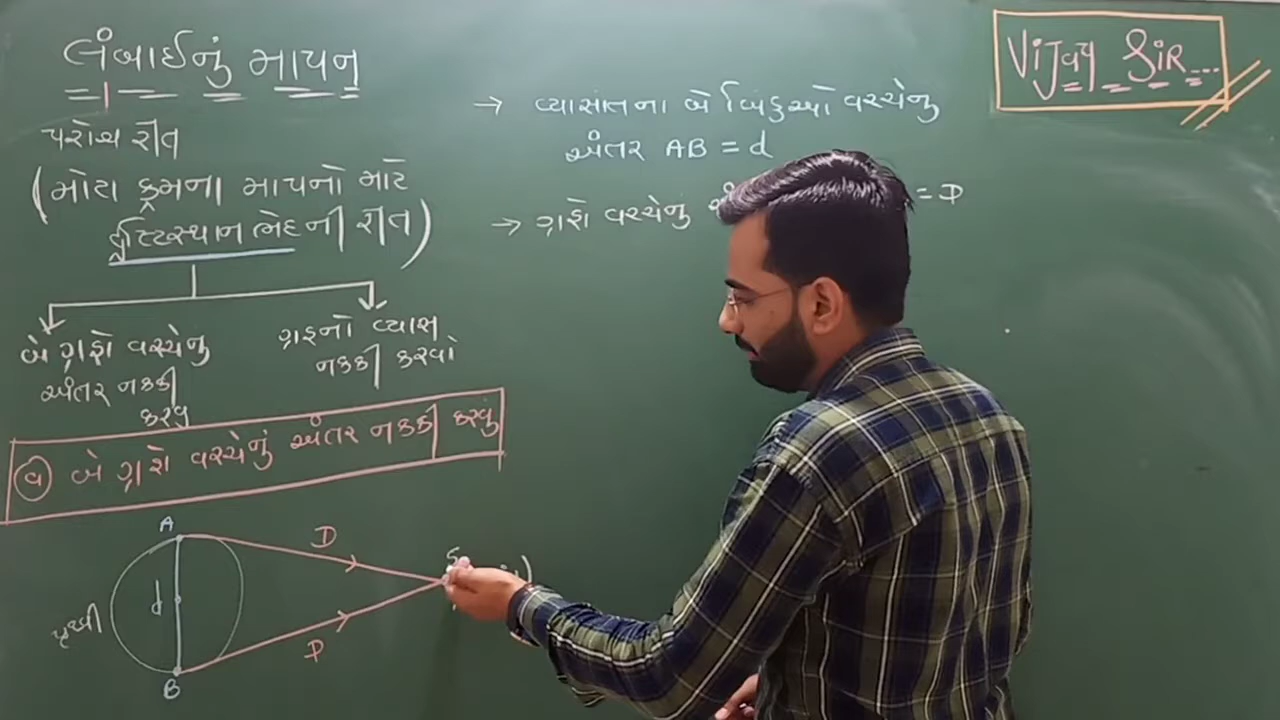 લંબાઈનું માપન
પરોક્ષ રીત
(મોટા ક્રમના માપનો માટે
દ્રષ્ટિસ્થાનભેદની રીત)
બે ગ્રહો વચ્ચેનુ
અંતર નક્કી
કરવુ
ગ્રહનો વ્યાસ
નક્કી કરવો
બે ગ્રહો વચ્ચેનું અંતર નક્કી કરવું
A
D
S
d
પૃથ્વી
D
B
→ વ્યાસાંતના બે બિંદુઓ વચ્ચેનુ
અંતર AB = d
→ ગ્રહો વચ્ચેનુ = D
Vijay Sir...